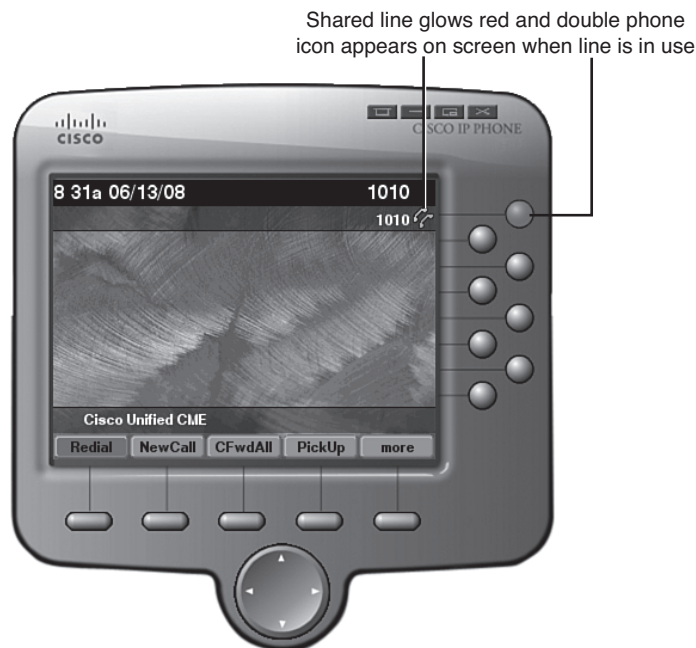 Shared line glows red and double phone
icon appears on screen when line is in use
CISCO
CISCO IP PHONE
8 31a 06/13/08 1010
1010
Cisco Unified CME
Redial NewCall CFwdAll PickUp more